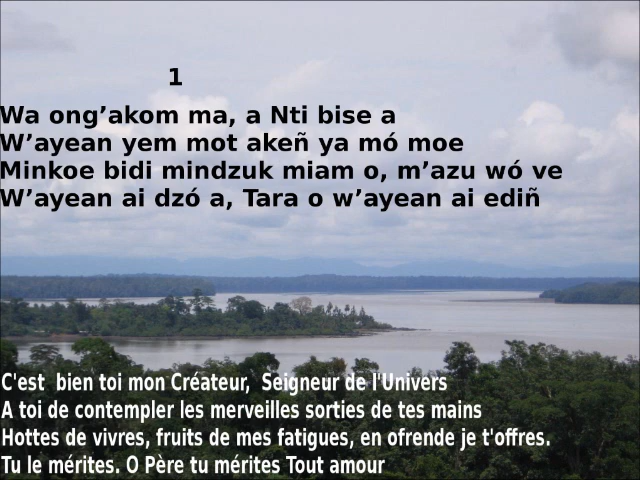 1
Wa ong’akom ma, a Nti bise a
W’ayean yem mot akeñ ya mó moe
Minkoe bidi mindzuk miam o, m’azu wó ve
W’ayean ai dzó a, Tara o w’ayean ai ediñ
C'est  bien toi mon Créateur,  Seigneur de l'Univers
A toi de contempler les merveilles sorties de tes mains
Hottes de vivres, fruits de mes fatigues, en ofrende je t'offres.
Tu le mérites. O Père tu mérites Tout amour